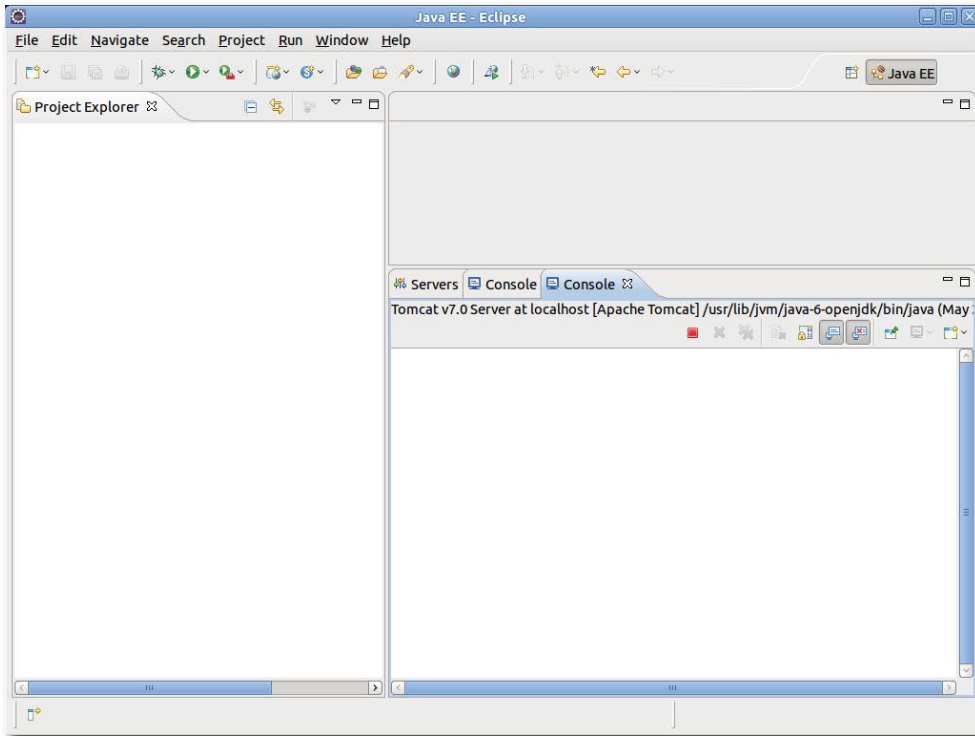 Java EE - Eclipse
File Edit Navigate Search Project Run Window Help
Java EE
Project Explorer
Servers Console Console
Tomcat v7.0 Server at localhost [Apache Tomcat] /usr/lib/jvm/java-6-openjdk/bin/java (May